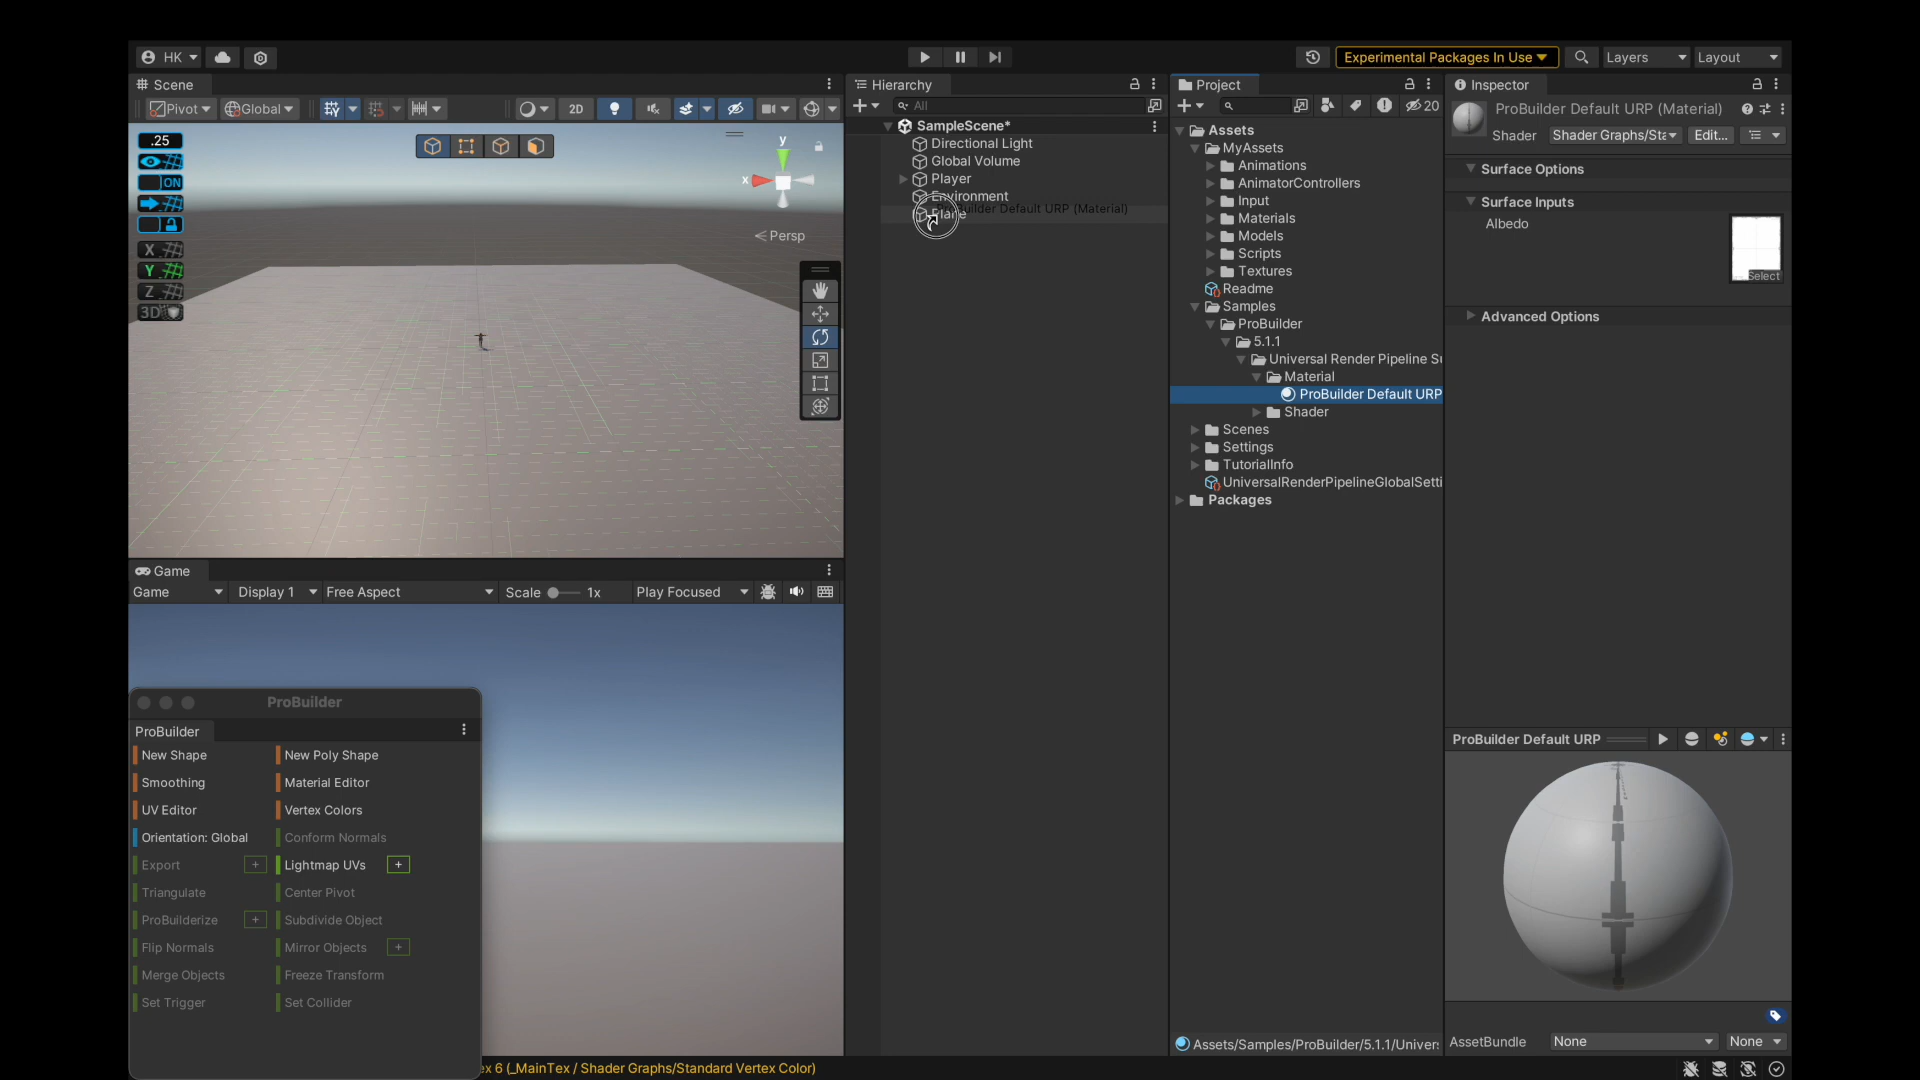 HK
Experimental Packages In Use
Layers
Layout
Scene
Pivot
Global
2D
.25
ON
X
Y
Z
3D
y
x
Persp
Game
Game
Display 1
Free Aspect
Scale
1x
Play Focused
ProBuilder
ProBuilder
New Shape
New Poly Shape
Smoothing
Material Editor
UV Editor
Vertex Colors
Orientation: Global
Conform Normals
Export
+
Lightmap UVs
+
Triangulate
Center Pivot
ProBuilderize
+
Subdivide Object
Flip Normals
Mirror Objects
+
Merge Objects
Freeze Transform
Set Trigger
Set Collider
ex 6 (_MainTex / Shader Graphs/Standard Vertex Color)
Hierarchy
All
SampleScene*
Directional Light
Global Volume
Player
Environment
ProBuilder Default URP (Material)
Plane
Project
20
Assets
MyAssets
Animations
AnimatorControllers
Input
Materials
Models
Scripts
Textures
Readme
Samples
ProBuilder
5.1.1
Universal Render Pipeline Su
Material
ProBuilder Default URP
Shader
Scenes
Settings
TutorialInfo
UniversalRenderPipelineGlobalSetti
Packages
Assets/Samples/ProBuilder/5.1.1/Univer
Inspector
ProBuilder Default URP (Material)
Shader
Shader Graphs/Sta
Edit...
Surface Options
Surface Inputs
Albedo
Select
Advanced Options
ProBuilder Default URP
AssetBundle
None
None